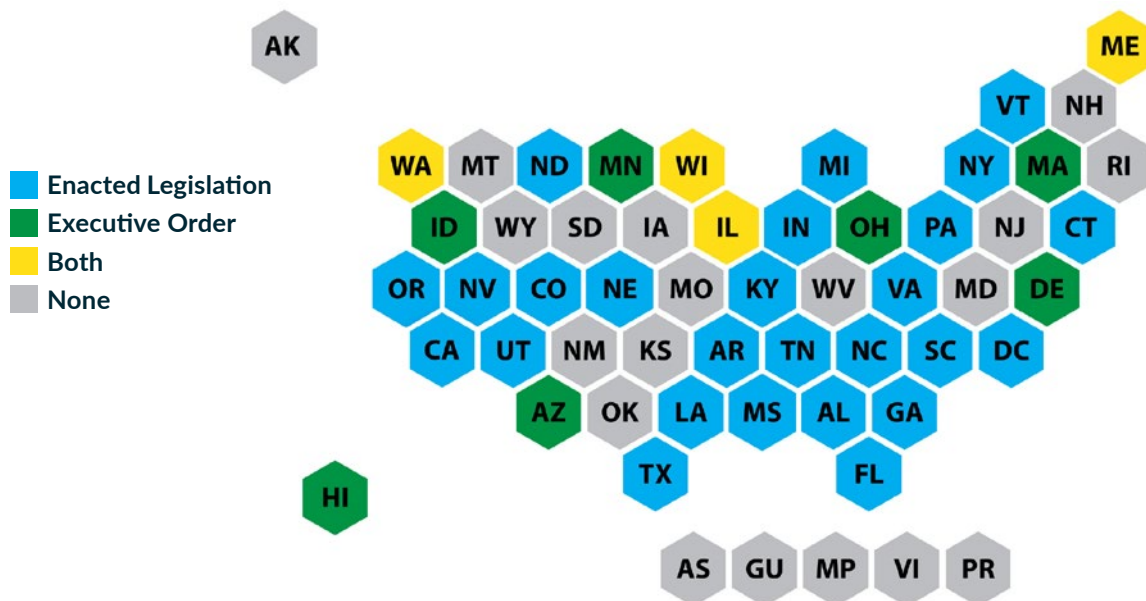 AK
ME
VT NH
WA MT ND MN WI MI NY MA RI
Enacted Legislation
Executive Order
Both
None
ID WY SD IA IL IN OH PA NJ CT
OR NV CO NE MO KY WV VA MD DE
CA UT NM KS AR TN NC SC DC
AZ OK LA MS AL GA
TX FL
HI
AS GU MP VI PR